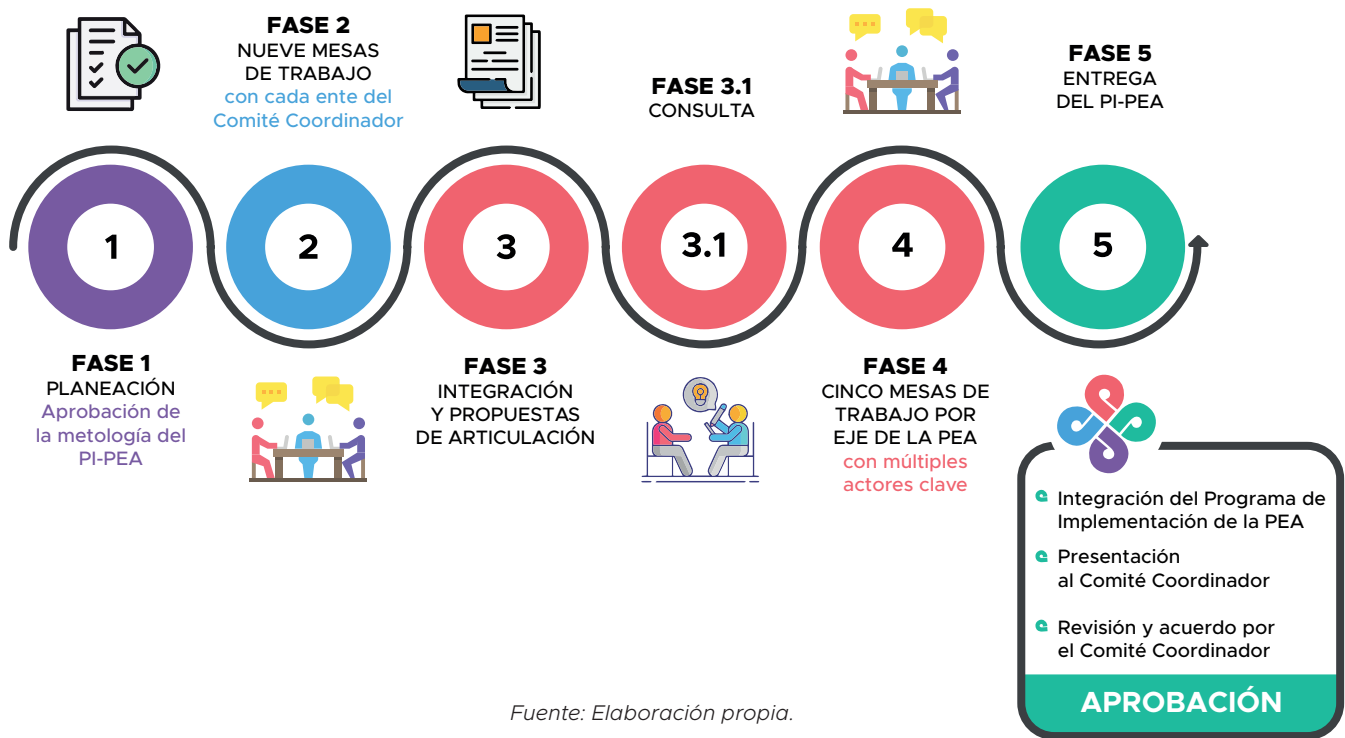 FASE 1
PLANEACIÓN
Aprobación de
la metología del
PI-PEA
1
FASE 2
NUEVE MESAS
DE TRABAJO
con cada ente del
Comité Coordinador
2
3
FASE 3
INTEGRACIÓN
Y PROPUESTAS
DE ARTICULACIÓN
FASE 3.1
CONSULTA
3.1
4
FASE 4
CINCO MESAS DE
TRABAJO POR
EJE DE LA PEA
con múltiples
actores clave
FASE 5
ENTREGA
DEL PI-PEA
5
Integración del Programa de
Implementación de la PEA
Presentación
al Comité Coordinador
Revisión y acuerdo por
el Comité Coordinador
APROBACIÓN
Fuente: Elaboración propia.